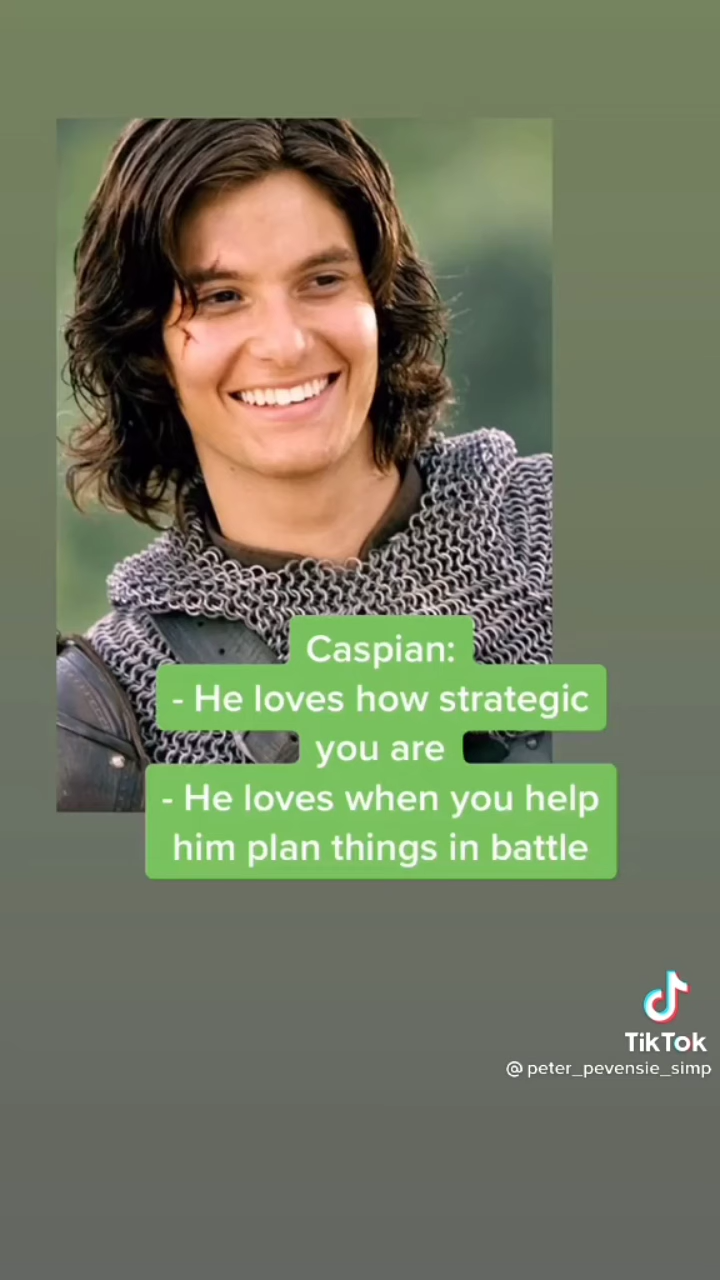 Caspian:
- He loves how strategic
you are
- He loves when you help
him plan things in battle
TikTok
@peter_pevensie_simp